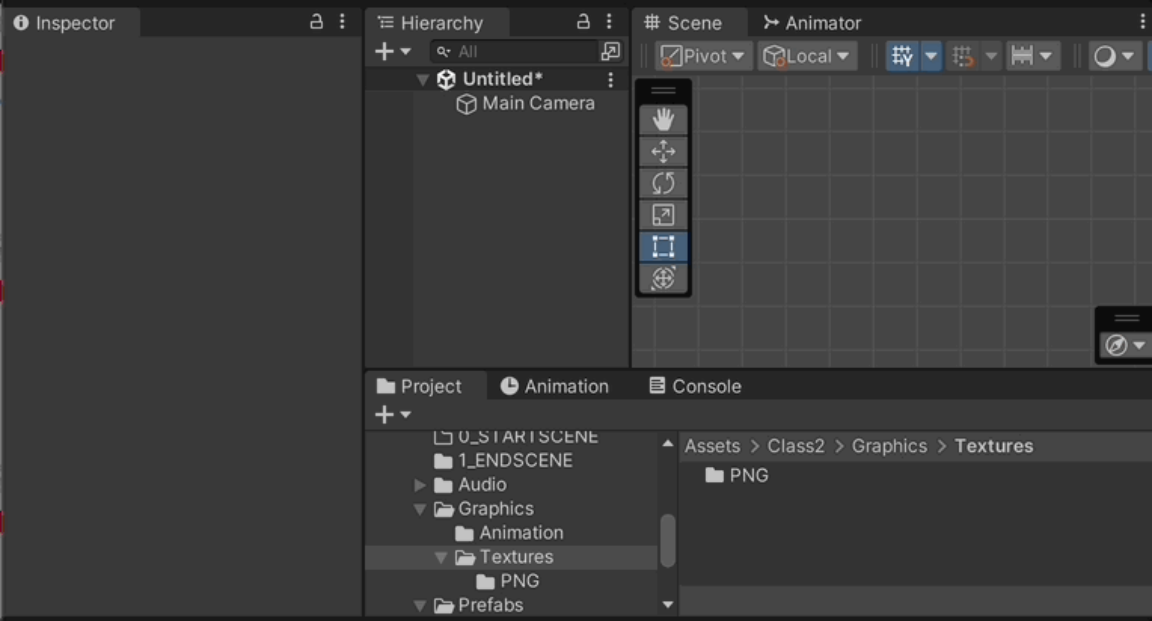 Inspector
Hierarchy
All
Untitled*
Main Camera
Scene
Animator
Pivot
Local
Project
Animation
Console
0_STARTSCENE
1_ENDSCENE
Audio
Graphics
Animation
Textures
PNG
Prefabs
Assets > Class2 > Graphics > Textures
PNG